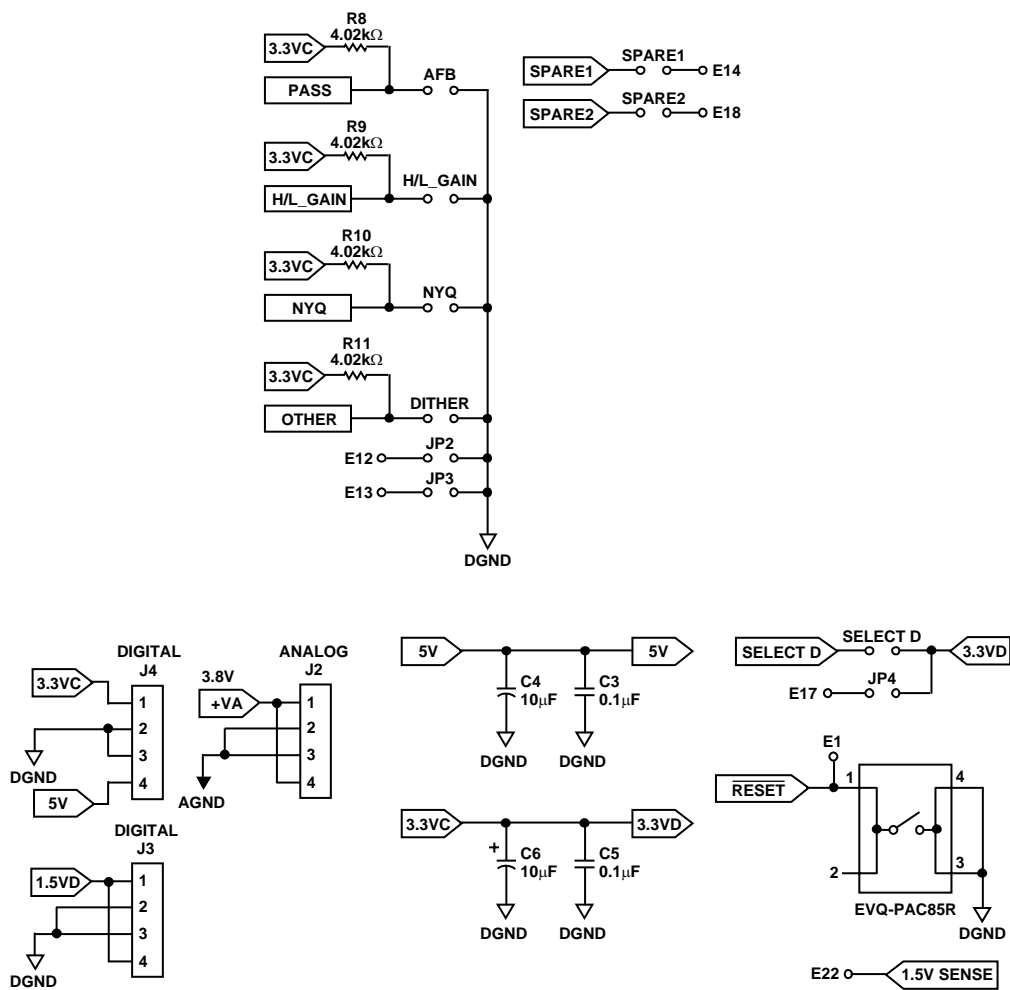 R8
4.02kΩ
3.3VC
PASS
AFB
R9
4.02kΩ
3.3VC
H/L_GAIN
H/L_GAIN
R10
4.02kΩ
3.3VC
NYQ
NYQ
R11
4.02kΩ
3.3VC
OTHER
DITHER
E12
JP2
E13
JP3
DGND
SPARE1
SPARE1
E14
SPARE2
SPARE2
E18
DIGITAL
J4
3.3VC
1
2
3
4
DGND
5V
ANALOG
J2
3.8V
+VA
1
2
3
4
AGND
DIGITAL
J3
1.5VD
1
2
3
4
DGND
5V
5V
C4
10μF
C3
0.1μF
DGND
DGND
3.3VC
3.3VD
+
C6
10μF
C5
0.1μF
DGND
DGND
SELECT D
SELECT D
3.3VD
E17
JP4
E1
RESET
1
4
2
3
EVQ-PAC85R
DGND
E22
1.5V SENSE